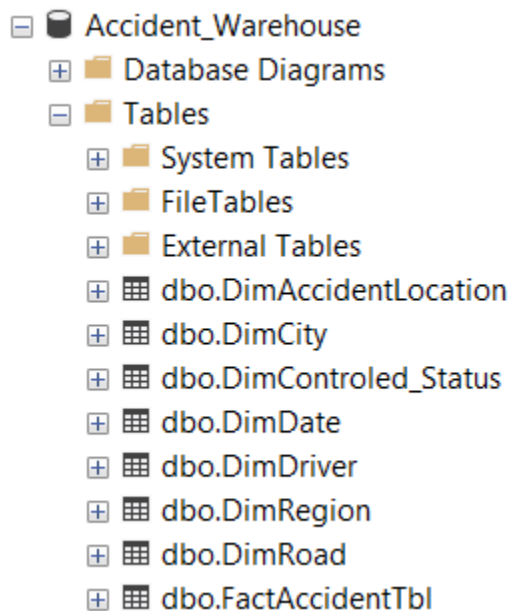 Accident_Warehouse
Database Diagrams
Tables
System Tables
FileTables
External Tables
dbo.DimAccidentLocation
dbo.DimCity
dbo.DimControled_Status
dbo.DimDate
dbo.DimDriver
dbo.DimRegion
dbo.DimRoad
dbo.FactAccidentTbl